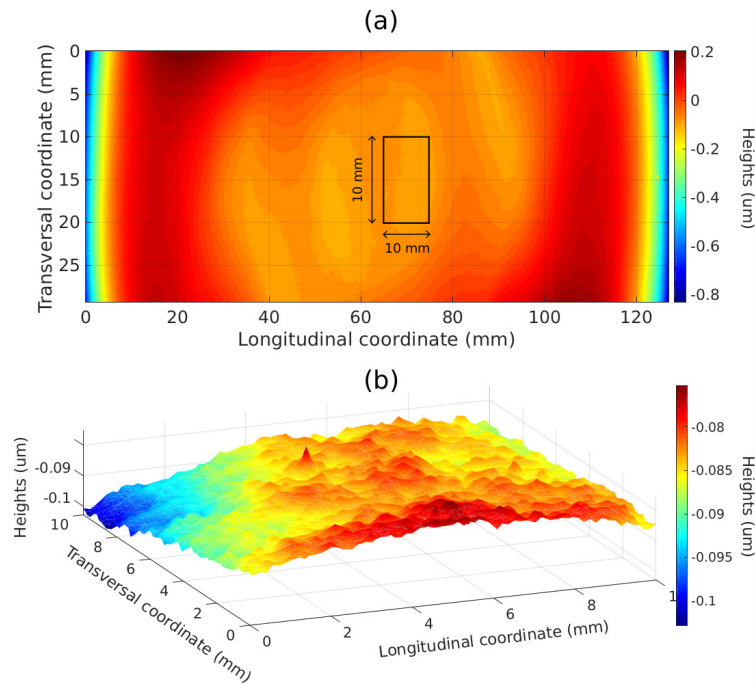 (a)
0
5
10
15
20
25
Transversal coordinate (mm)
10 mm
10 mm
0 20 40 60 80 100 120
Longitudinal coordinate (mm)
0.2
0
-0.2
-0.4
-0.6
-0.8
Heights (um)
(b)
-0.09
-0.1
Heights (um)
10
8
6
4
2
0
Transversal coordinate (mm)
0
2
4
6
8
1
Longitudinal coordinate (mm)
-0.08
-0.085
-0.09
-0.095
-0.1
Heights (um)